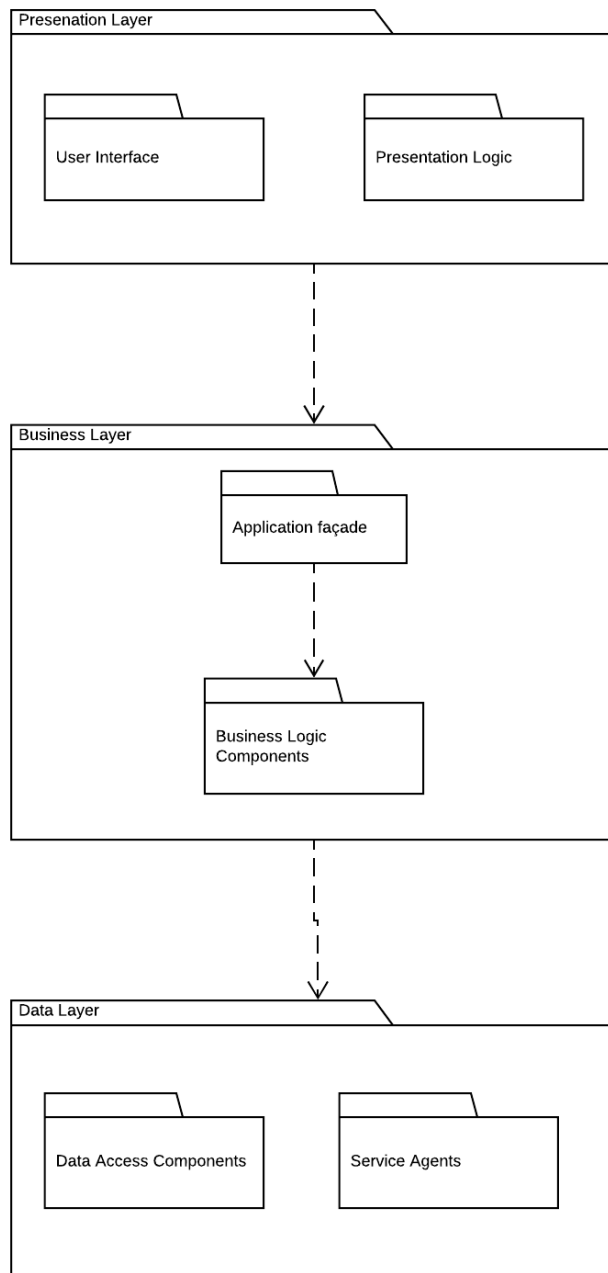 Presenation Layer
User Interface
Presentation Logic
Business Layer
Application façade
Business Logic
Components
Data Layer
Data Access Components
Service Agents